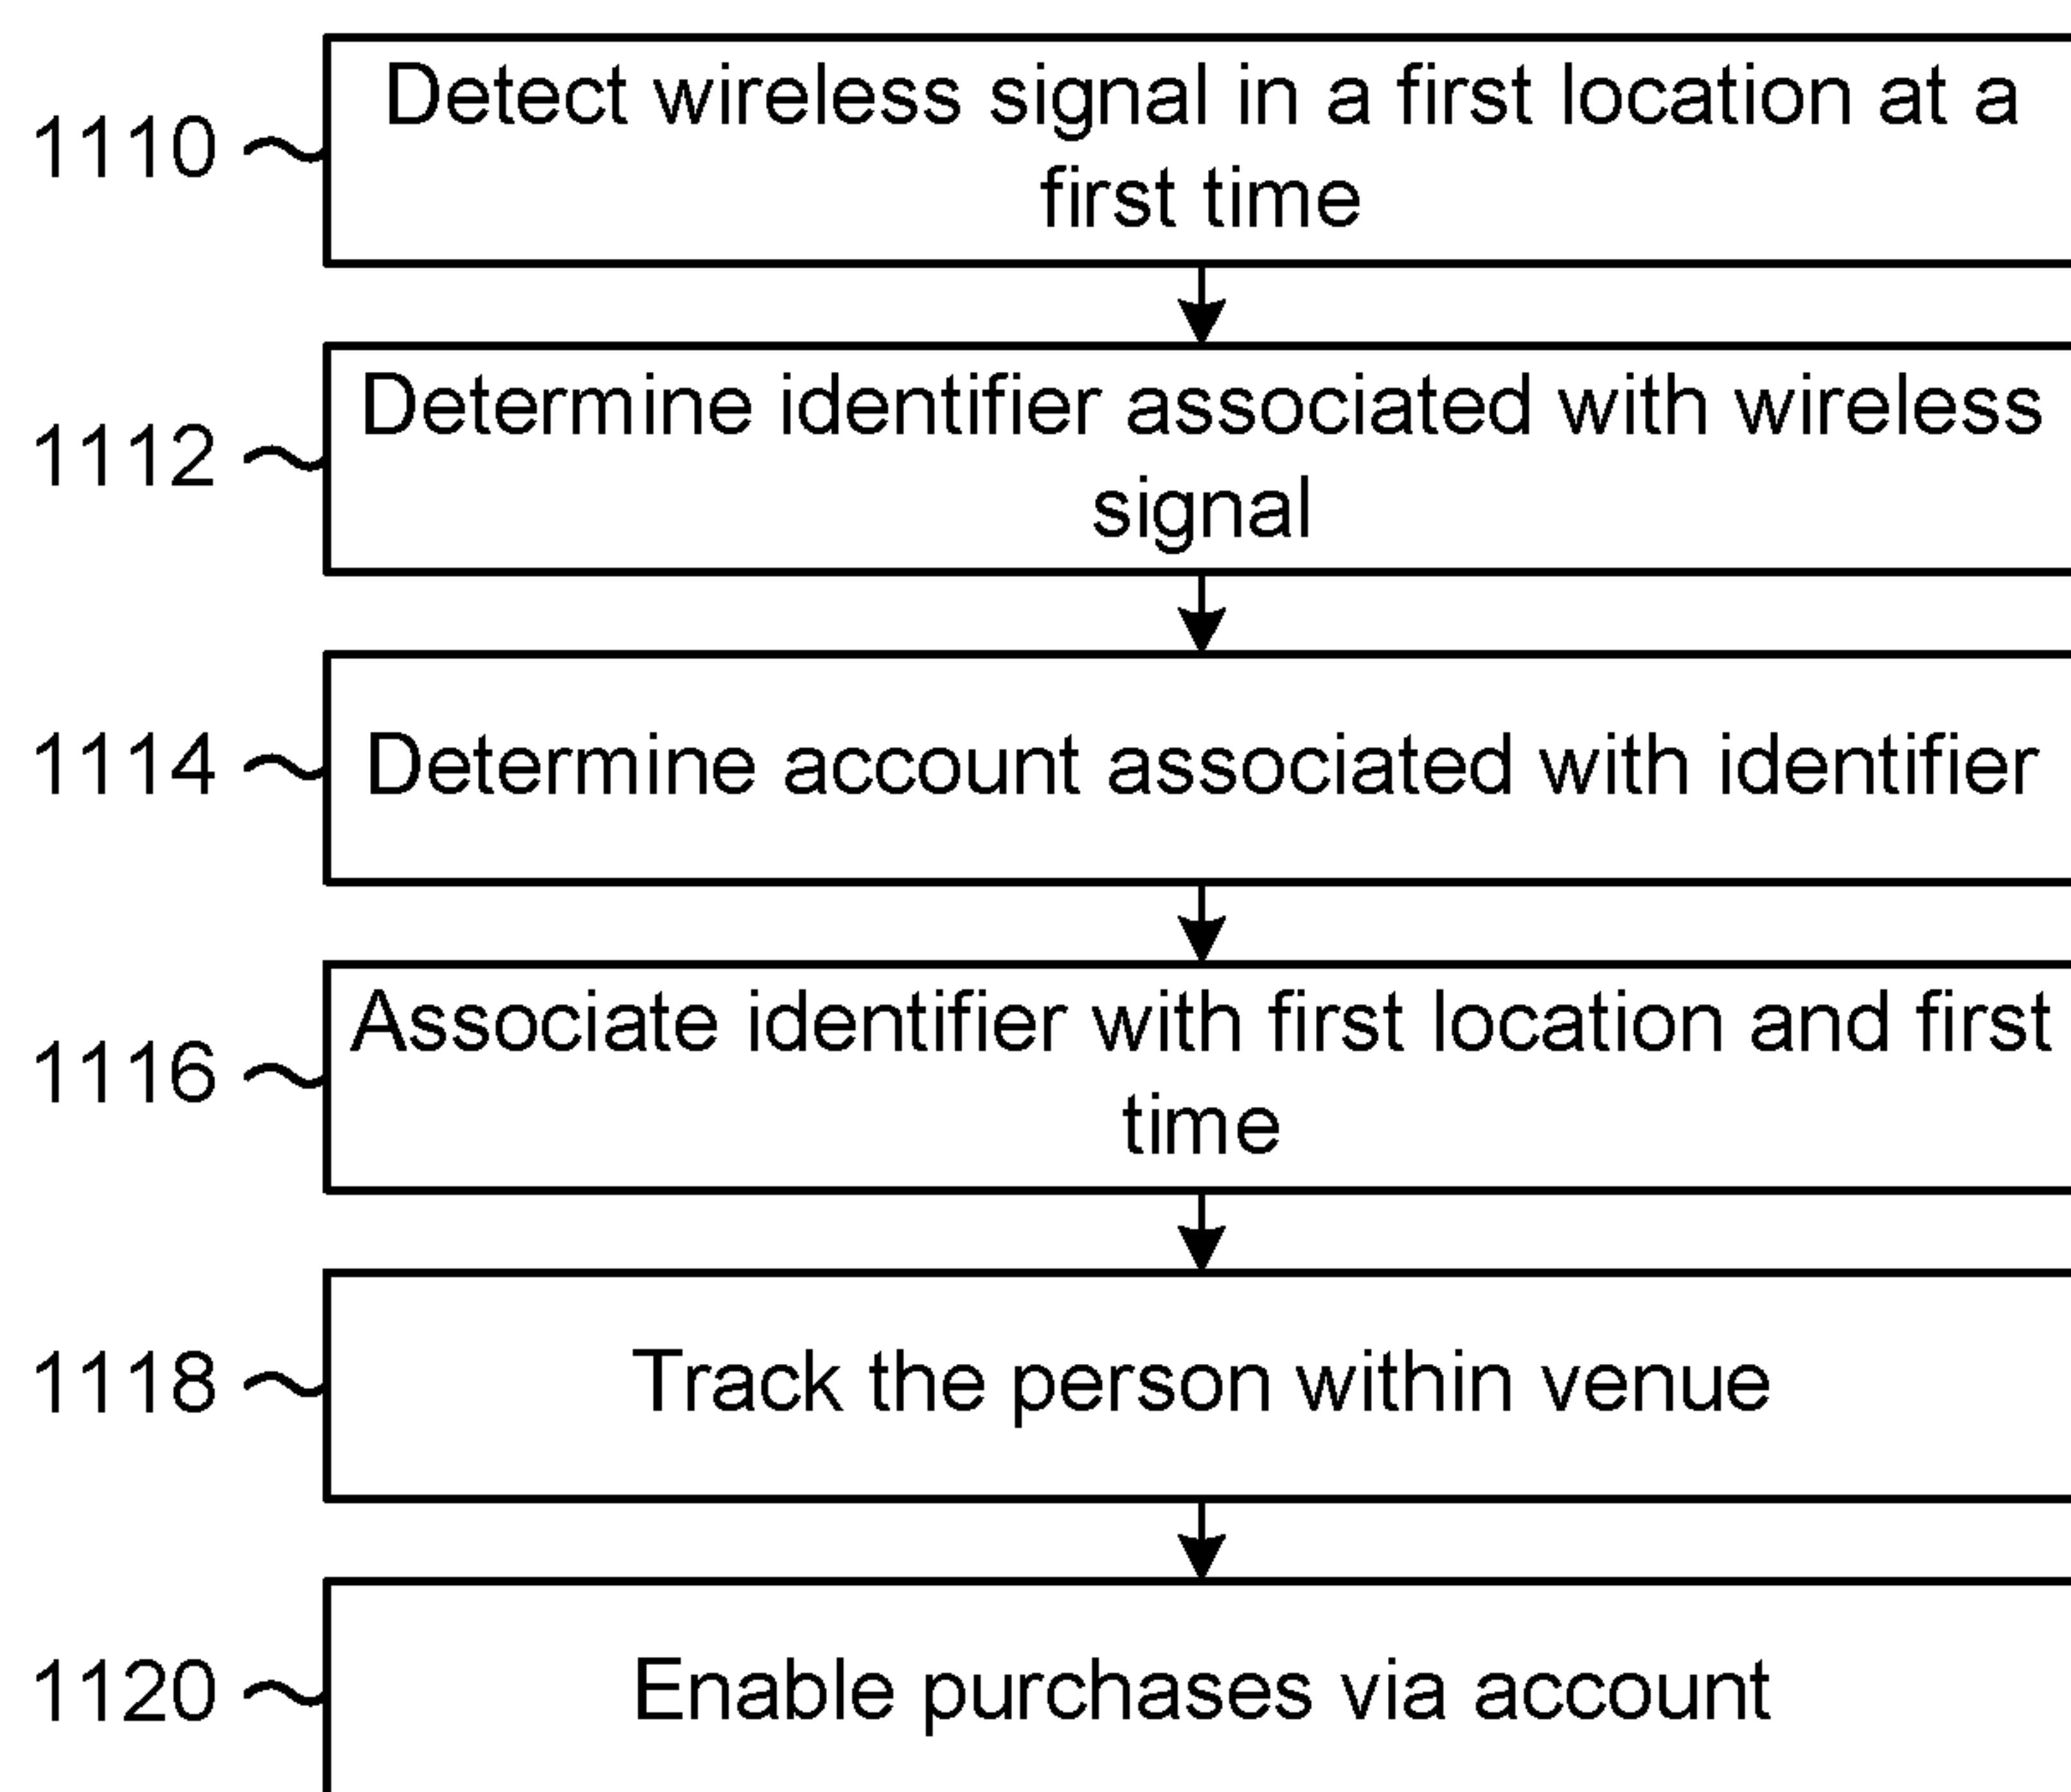 Detect wireless signal in a first location at a
1110
first time
Determine identifier associated with wireless
1112
signal
1114 Determine account associated with identifier
Associate identifier with first location and first
1116
time
1118 Track the person within venue
1120 Enable purchases via account